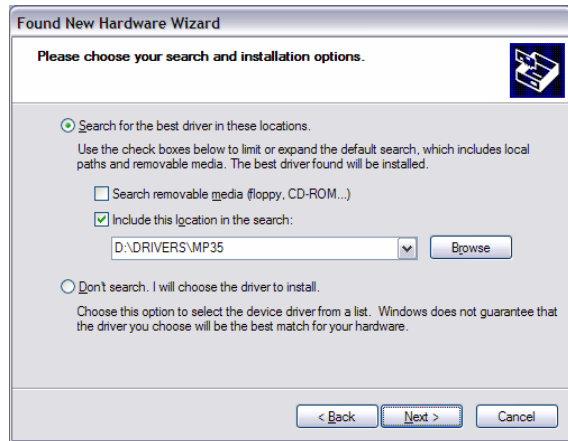 Found New Hardware Wizard
Please choose your search and installation options.
Search for the best driver in these locations.
Use the check boxes below to limit or expand the default search, which includes local
paths and removable media. The best driver found will be installed.
Search removable media (floppy, CD-ROM...)
Include this location in the search:
D:\DRIVERS\MP35
Browse
Don't search. I will choose the driver to install.
Choose this option to select the device driver from a list. Windows does not guarantee that
the driver you choose will be the best match for your hardware.
< Back
Next >
Cancel